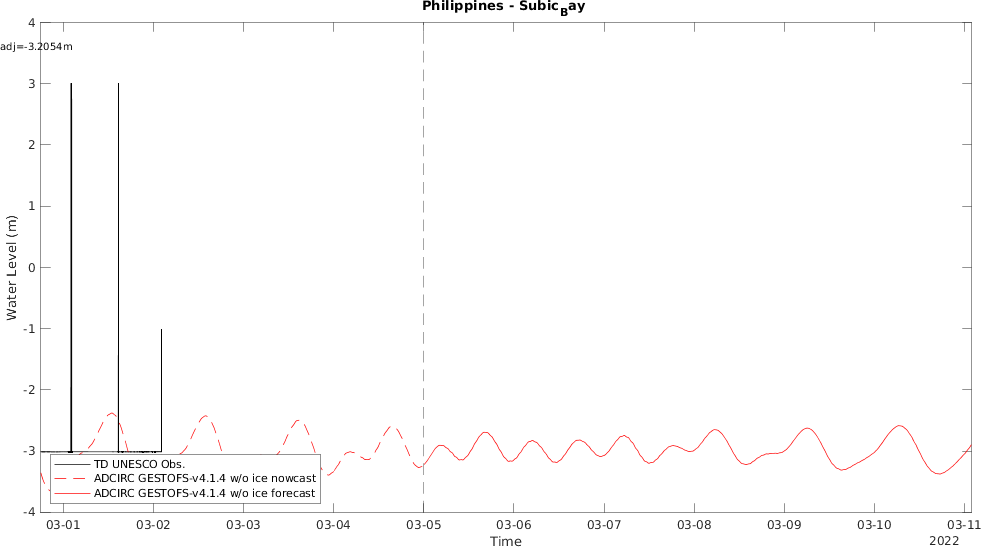 Philippines - Subic_Bay
adj=-3.2054m
4
3
2
1
0
-1
-2
-3
-4
Water Level (m)
TD UNESCO Obs.
ADCIRC GESTOFS-v4.1.4 w/o ice nowcast
ADCIRC GESTOFS-v4.1.4 w/o ice forecast
03-01 03-02 03-03 03-04 03-05 03-06 03-07 03-08 03-09 03-10 03-11
Time
2022